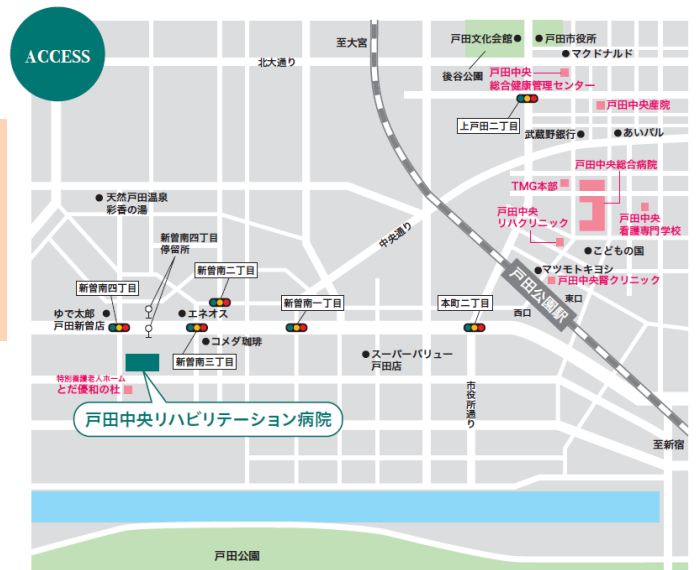 ACCESS
至大宮
北大通り
戸田文化会館
戸田市役所
マクドナルド
後谷公園
戸田中央
総合健康管理センター
戸田中央産院
上戸田二丁目
武蔵野銀行
あいパル
戸田中央総合病院
TMG本部
戸田中央
リハクリニック
戸田中央
看護専門学校
天然戸田温泉
彩香の湯
中央通り
新曽南四丁目
停留所
こどもの国
マツモトキヨシ
戸田中央腎クリニック
戸田公園駅
東口
西口
新曽南四丁目
新曽南二丁目
新曽南一丁目
本町二丁目
ゆで太郎
戸田新曽店
エネオス
コメダ珈琲
新曽南三丁目
スーパーバリュー
戸田店
特別養護老人ホーム
とだ優和の杜
市役所通り
戸田中央リハビリテーション病院
至新宿
戸田公園